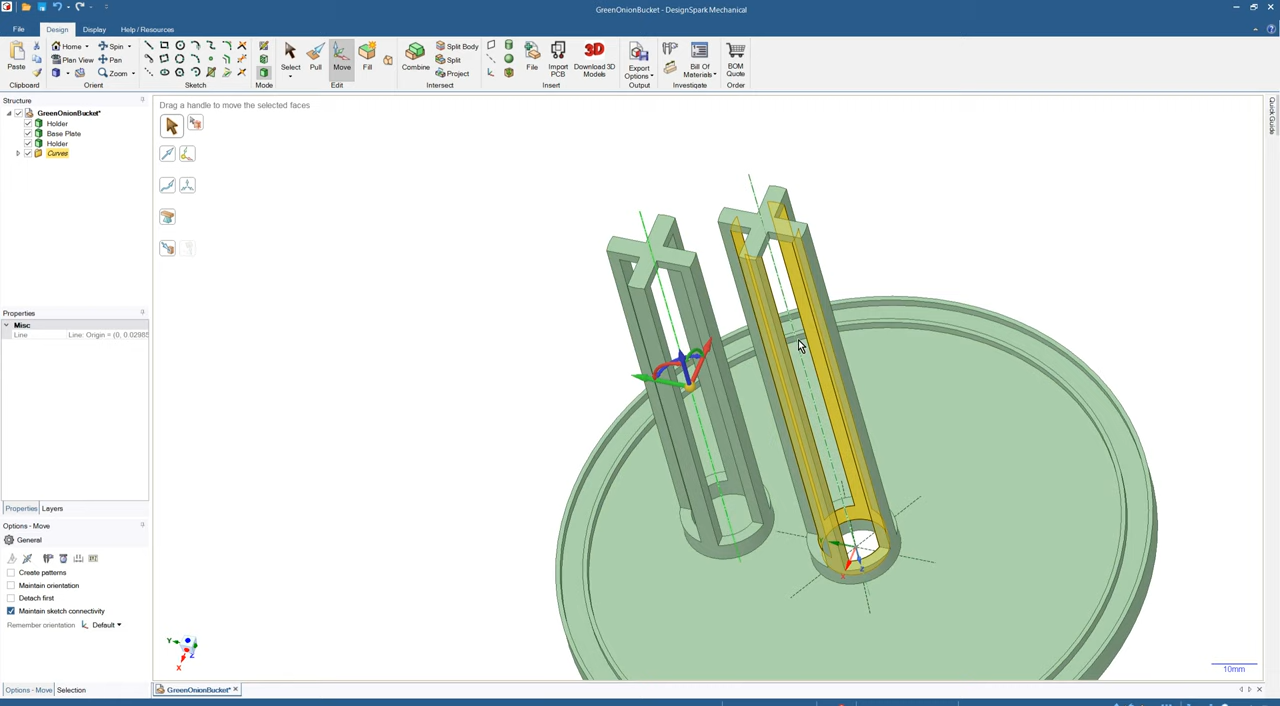 GreenOnionBucket - DesignSpark Mechanical
File Design Display Help / Resources
Paste
Clipboard
Home Spin
Plan View Pan
Zoom
Orient
Sketch
Mode
Select Pull Move Fill
Edit
Combine
Split Body
Split
Project
Intersect
File Import PCB Download 3D Models
Insert
Export Options
Output
Bill Of Materials
Investigate
BOM Quote
Order
Structure
GreenOnionBucket*
Holder
Base Plate
Holder
Curves
Drag a handle to move the selected faces
Quick Guide
Properties
Misc
Line Line: Origin = (0, 0.02985
Properties Layers
Options - Move
General
Create patterns
Maintain orientation
Detach first
Maintain sketch connectivity
Remember orientation Default
Options - Move Selection
GreenOnionBucket*
Y
X
Z
X
Z
10mm
3D